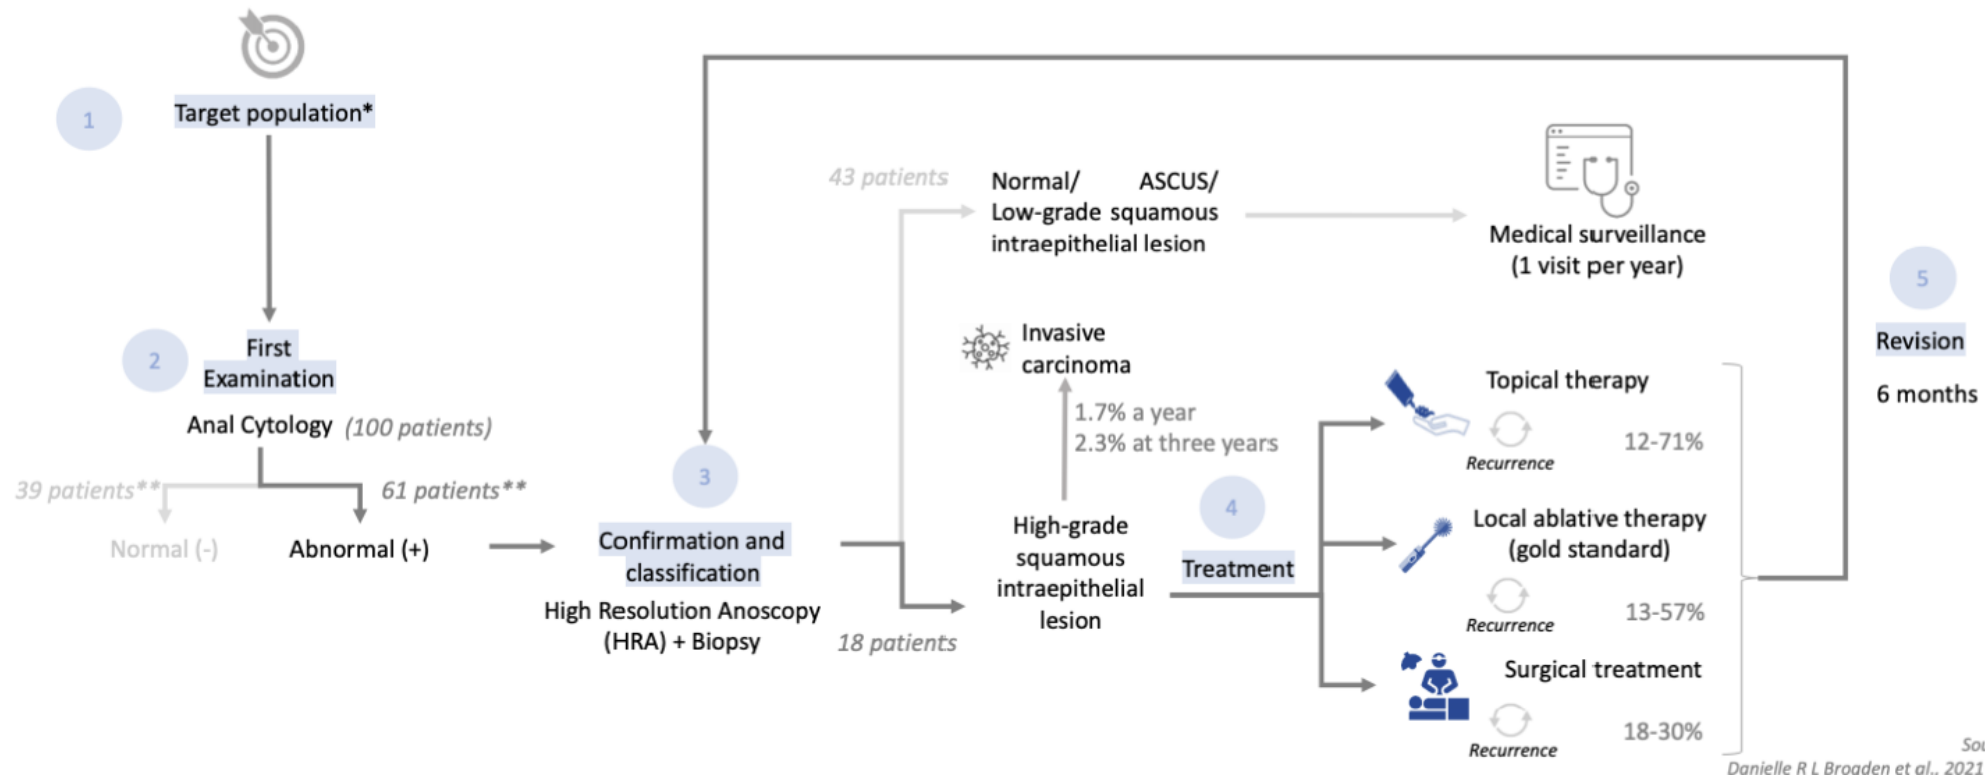 1
Target population*
2
First
Examination
Anal Cytology (100 patients)
39 patients**
61 patients**
Normal (-)
Abnormal (+)
3
Confirmation and
classification
High Resolution Anoscopy
(HRA) + Biopsy
43 patients
Normal/ ASCUS/
Low-grade squamous
intraepithelial lesion
Medical surveillance
(1 visit per year)
Invasive
carcinoma
1.7% a year
2.3% at three years
18 patients
High-grade
squamous
intraepithelial
lesion
4
Treatment
Topical therapy
Recurrence
12-71%
Local ablative therapy
(gold standard)
Recurrence
13-57%
Surgical treatment
Recurrence
18-30%
5
Revision
6 months
Danielle R L Brogden et al., 2021